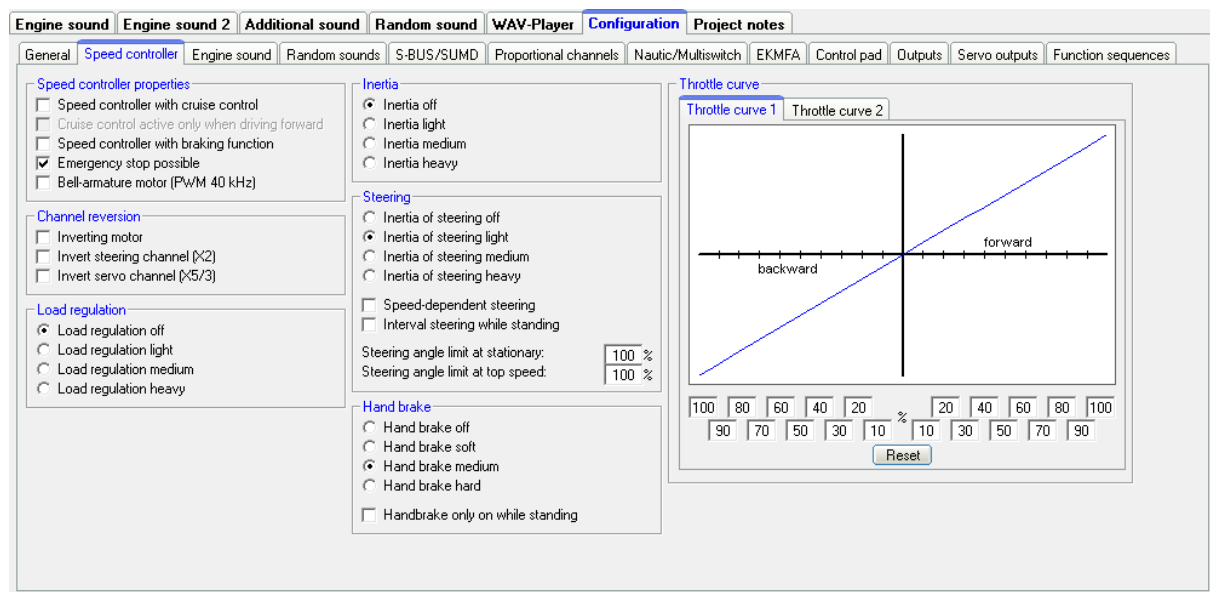 Engine sound Engine sound 2 Additional sound Random sound WAV-Player Configuration Project notes
General Speed controller Engine sound Random sounds S-BUS/SUMD Proportional channels Nautic/Multiswitch EKMFA Control pad Outputs Servo outputs Function sequences
Speed controller properties
Speed controller with cruise control
Cruise control active only when driving forward
Speed controller with braking function
Emergency stop possible
Bell-armature motor (PWM 40 kHz)
Channel reversion
Inverting motor
Invert steering channel (X2)
Invert servo channel (X5/3)
Load regulation
Load regulation off
Load regulation light
Load regulation medium
Load regulation heavy
Inertia
Inertia off
Inertia light
Inertia medium
Inertia heavy
Steering
Inertia of steering off
Inertia of steering light
Inertia of steering medium
Inertia of steering heavy
Speed-dependent steering
Interval steering while standing
Steering angle limit at stationary: 100 %
Steering angle limit at top speed: 100 %
Hand brake
Hand brake off
Hand brake soft
Hand brake medium
Hand brake hard
Handbrake only on while standing
Throttle curve
Throttle curve 1 Throttle curve 2
forward
backward
100 80 60 40 20 % 20 40 60 80 100
90 70 50 30 10 10 30 50 70 90
Reset